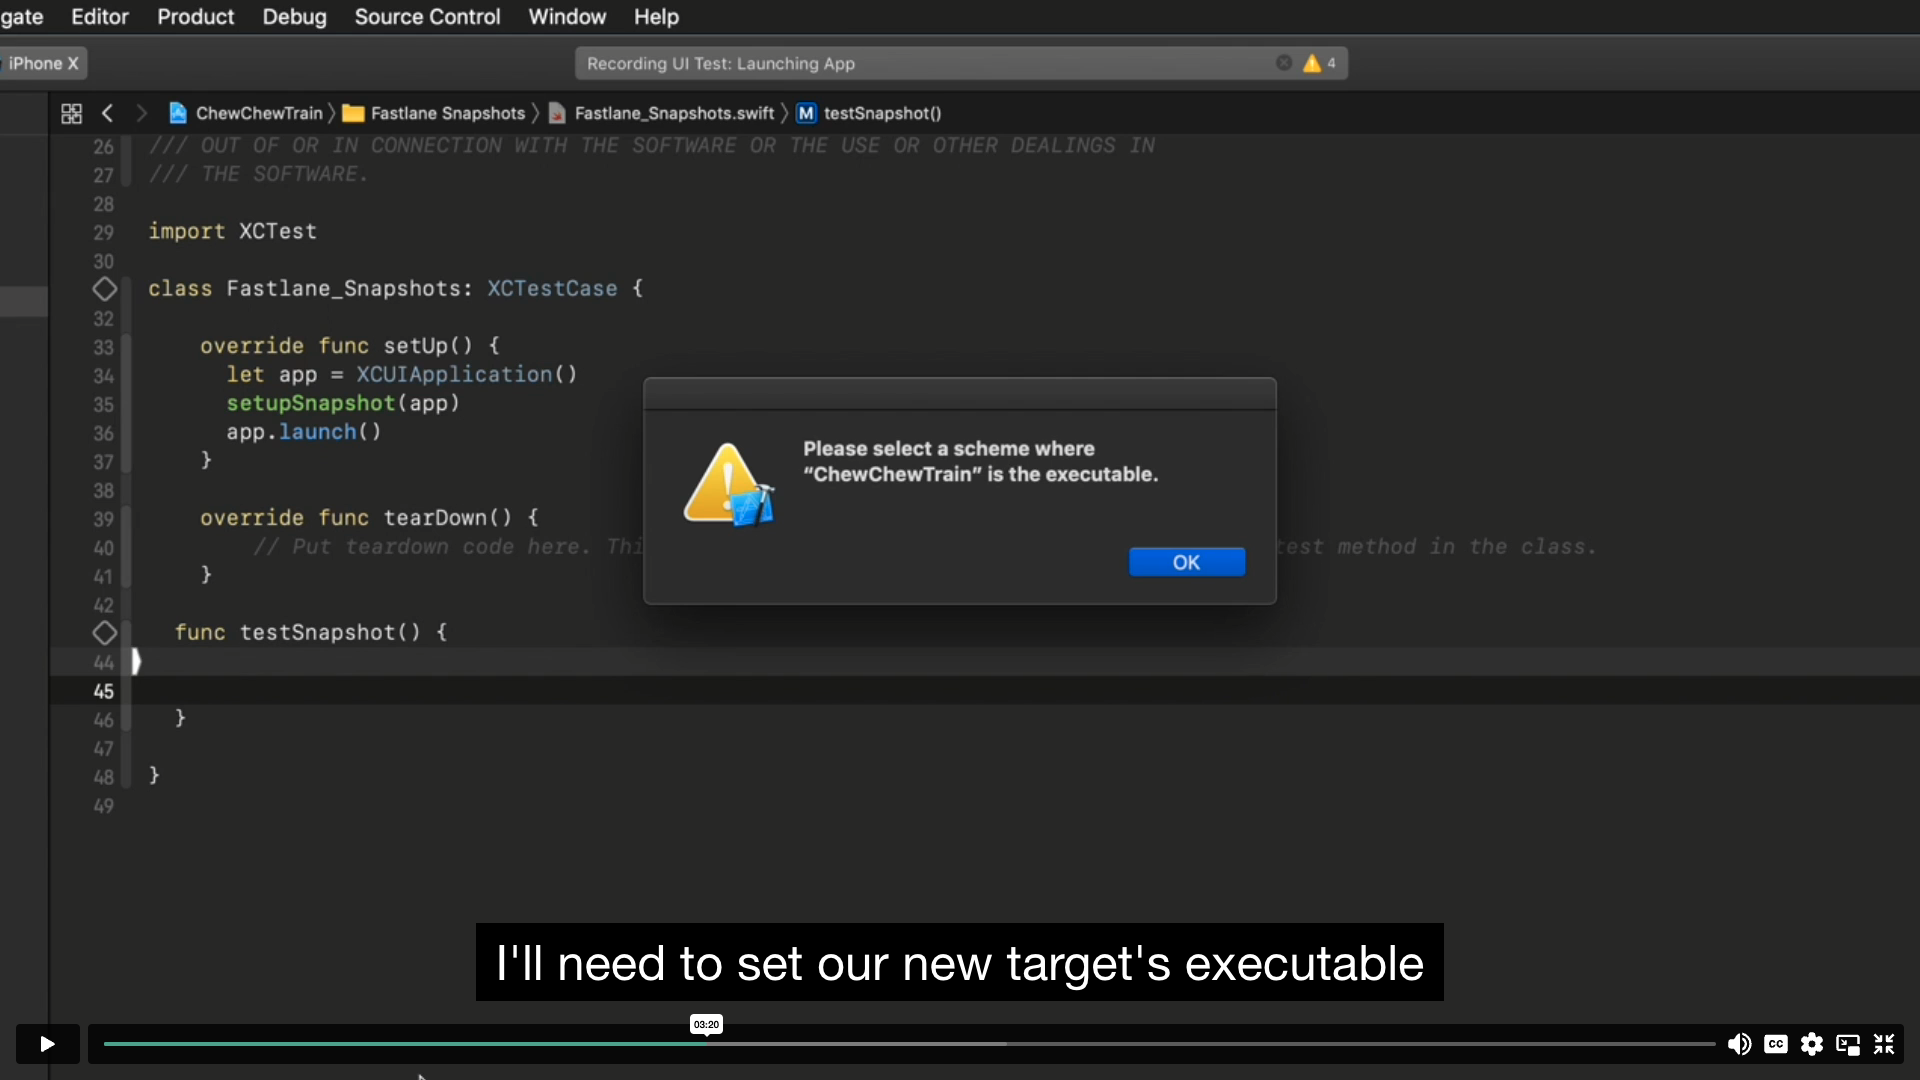 gate Editor Product Debug Source Control Window Help
iPhone X Recording UI Test: Launching App 4
ChewChewTrain Fastlane Snapshots Fastlane_Snapshots.swift M testSnapshot()
26 /// OUT OF OR IN CONNECTION WITH THE SOFTWARE OR THE USE OR OTHER DEALINGS IN
27 /// THE SOFTWARE.
28
29 import XCTest
30
class Fastlane_Snapshots: XCTestCase {
32
33 override func setUp() {
34 let app = XCUIApplication()
35 setupSnapshot(app)
36 app.launch()
37 }
38
39 override func tearDown() {
40 // Put teardown code here. Thi test method in the class.
41 }
42
func testSnapshot() {
44
45
46 }
47
48 }
49
Please select a scheme where
“ChewChewTrain” is the executable.
OK
I'll need to set our new target's executable
03:20
CC